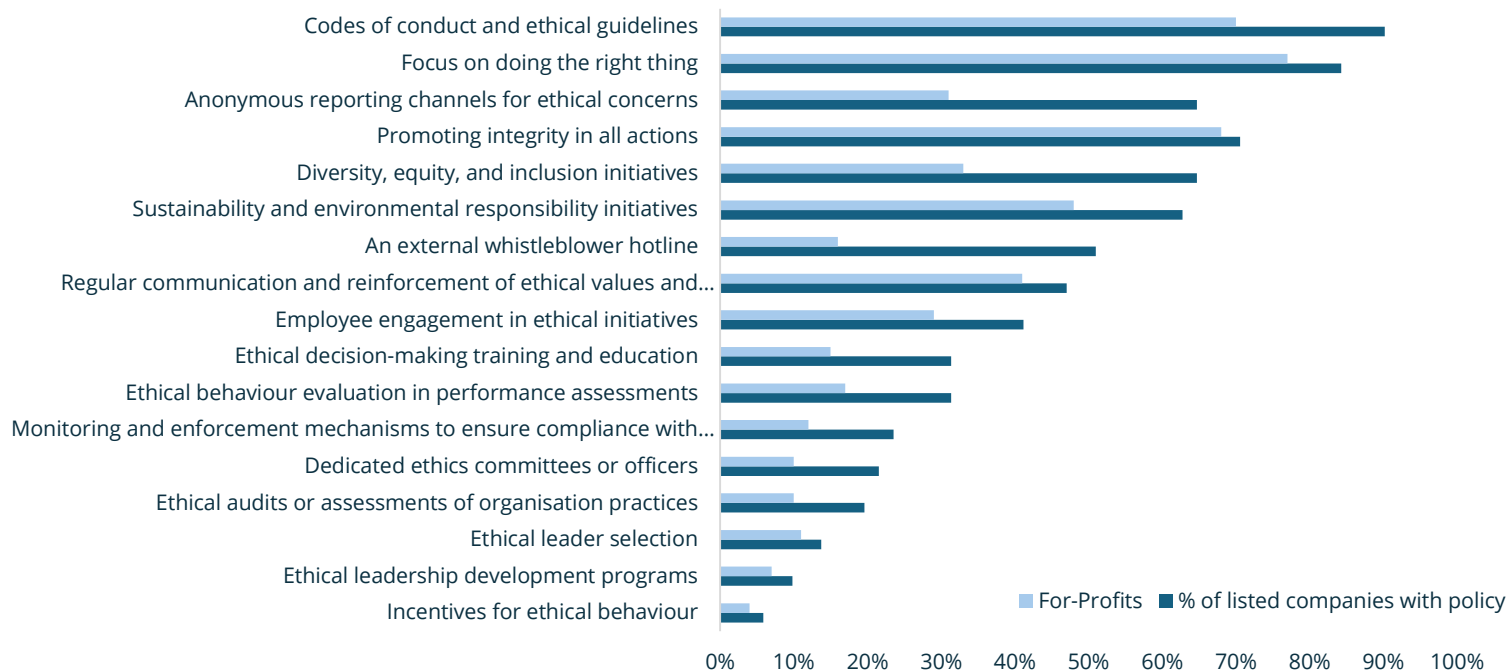 Codes of conduct and ethical guidelines
Focus on doing the right thing
Anonymous reporting channels for ethical concerns
Promoting integrity in all actions
Diversity, equity, and inclusion initiatives
Sustainability and environmental responsibility initiatives
An external whistleblower hotline
Regular communication and reinforcement of ethical values and...
Employee engagement in ethical initiatives
Ethical decision-making training and education
Ethical behaviour evaluation in performance assessments
Monitoring and enforcement mechanisms to ensure compliance with...
Dedicated ethics committees or officers
Ethical audits or assessments of organisation practices
Ethical leader selection
Ethical leadership development programs
Incentives for ethical behaviour
For-Profits % of listed companies with policy
0% 10% 20% 30% 40% 50% 60% 70% 80% 90% 100%